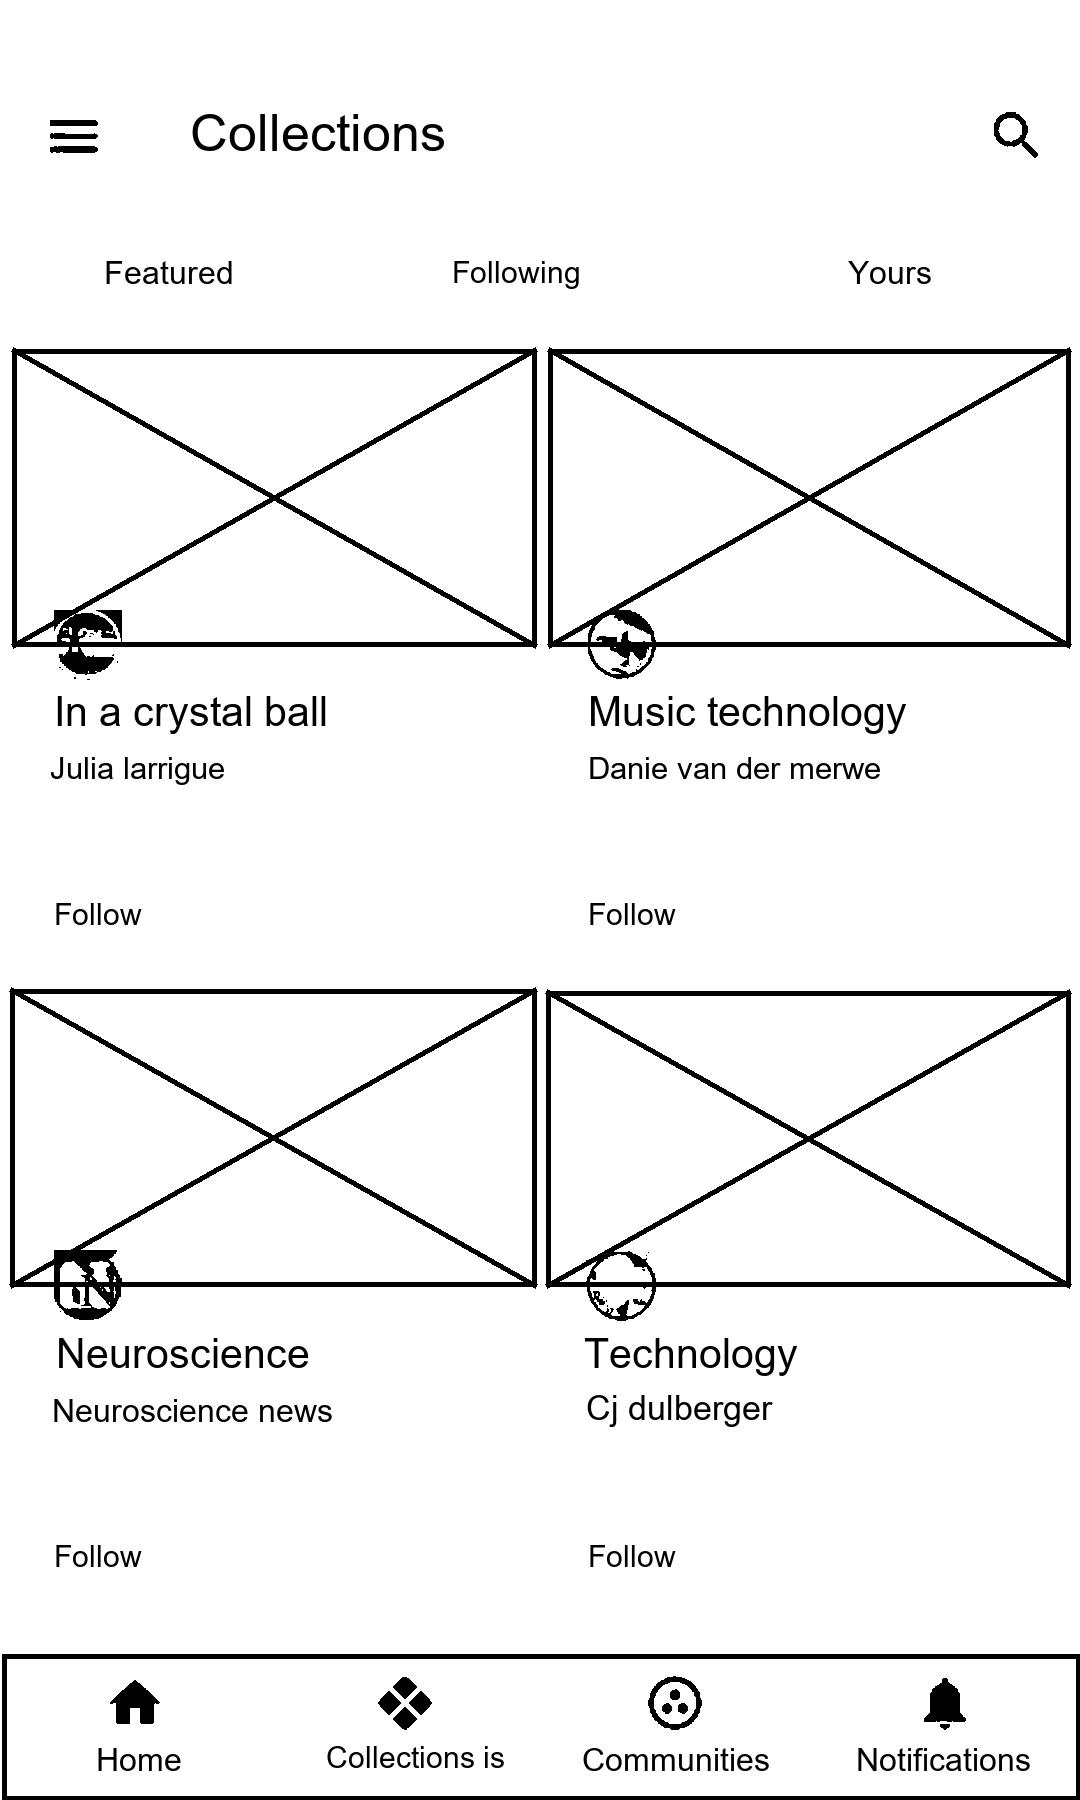 Collections
Featured Following Yours
In a crystal ball
Julia larrigue
Follow
Music technology
Danie van der merwe
Follow
Neuroscience
Neuroscience news
Follow
Technology
Cj dulberger
Follow
Home
Collections is
Communities
Notifications